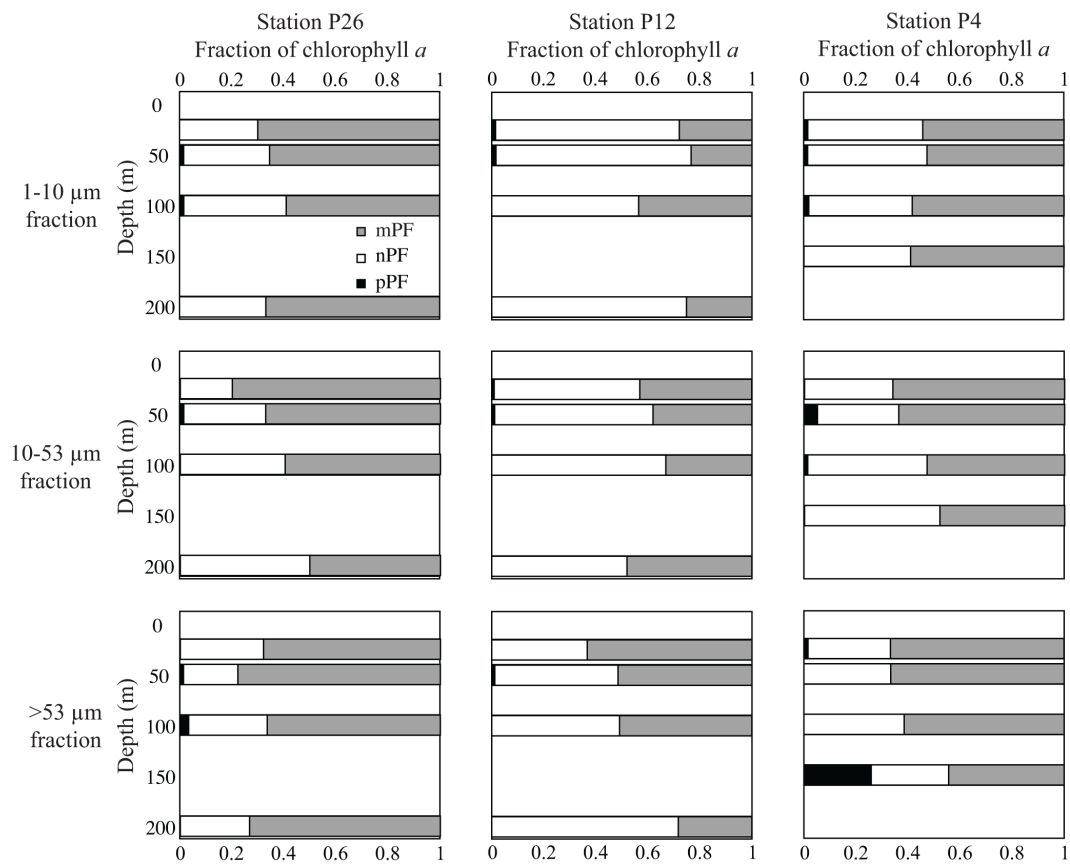 Station P26
Fraction of chlorophyll a
Station P12
Fraction of chlorophyll a
Station P4
Fraction of chlorophyll a
0 0.2 0.4 0.6 0.8 1
0 0.2 0.4 0.6 0.8 1
0 0.2 0.4 0.6 0.8 1
1-10 µm
fraction
Depth (m)
0
50
100
150
200
mPF
nPF
pPF
10-53 µm
fraction
Depth (m)
0
50
100
150
200
>53 µm
fraction
Depth (m)
0
50
100
150
200
0 0.2 0.4 0.6 0.8 1
0 0.2 0.4 0.6 0.8 1
0 0.2 0.4 0.6 0.8 1